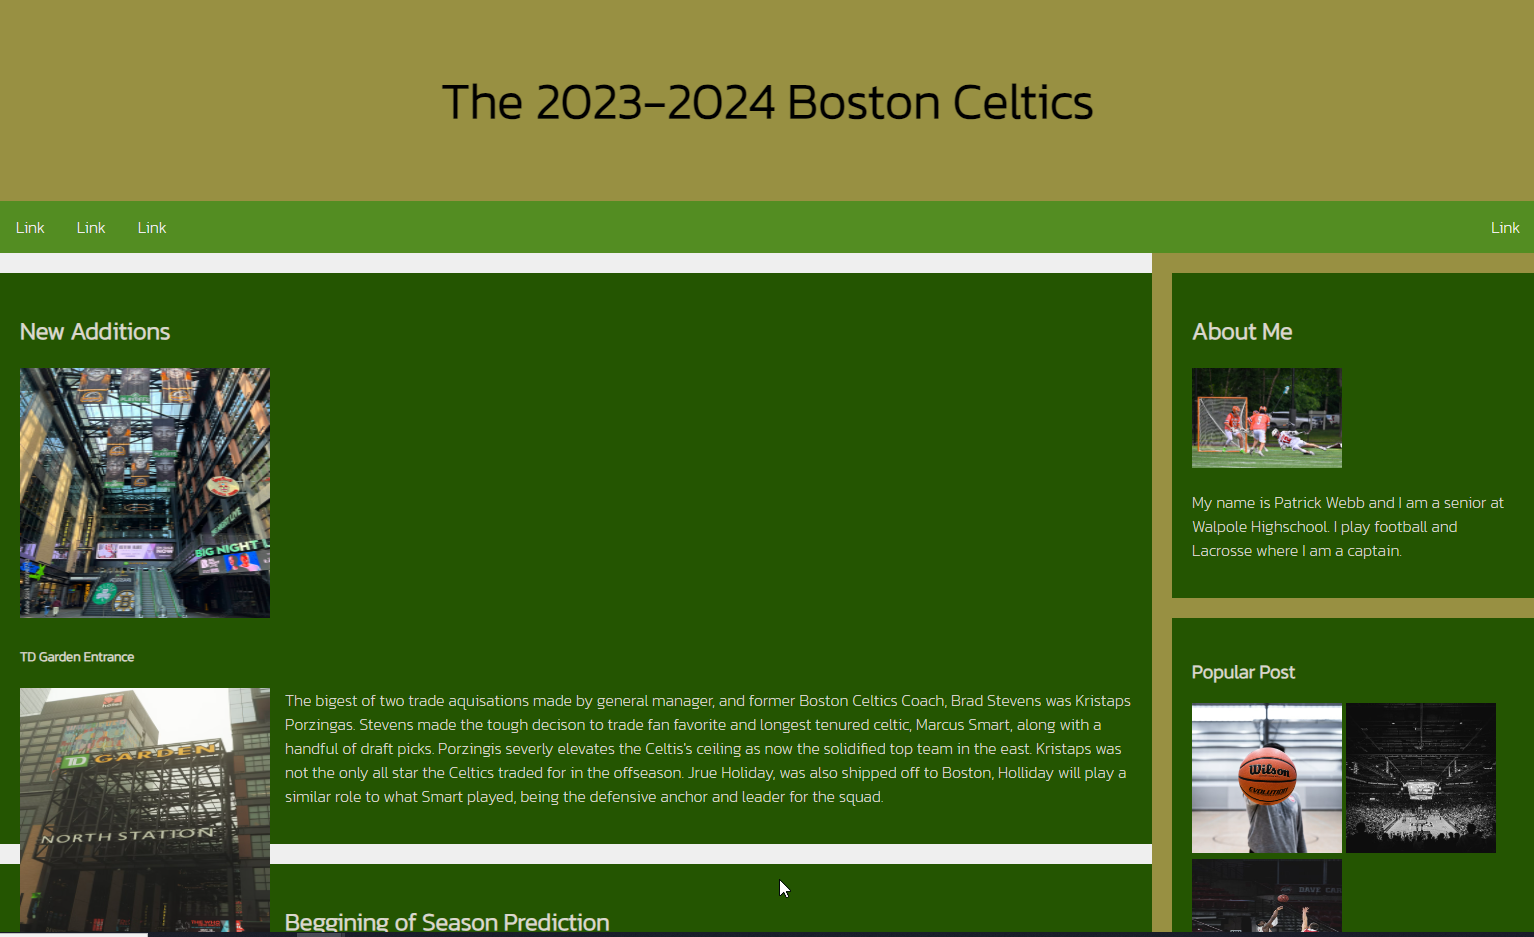 The 2023-2024 Boston Celtics
Link Link Link Link
New Additions
BIG NIGHT LIVE
BIG NIGHT
TD Garden Entrance
TD GARDEN
NORTH STATION
The bigest of two trade aquisations made by general manager, and former Boston Celtics Coach, Brad Stevens was Kristaps
Porzingas. Stevens made the tough decison to trade fan favorite and longest tenured celtic, Marcus Smart, along with a
handful of draft picks. Porzingis severly elevates the Celtis's ceiling as now the solidified top team in the east. Kristaps was
not the only all star the Celtics traded for in the offseason. Jrue Holiday, was also shipped off to Boston, Holliday will play a
similar role to what Smart played, being the defensive anchor and leader for the squad.
Beggining of Season Prediction
About Me
My name is Patrick Webb and I am a senior at
Walpole Highschool. I play football and
Lacrosse where I am a captain.
Popular Post
Wilson
EVOLUTION
DAVE